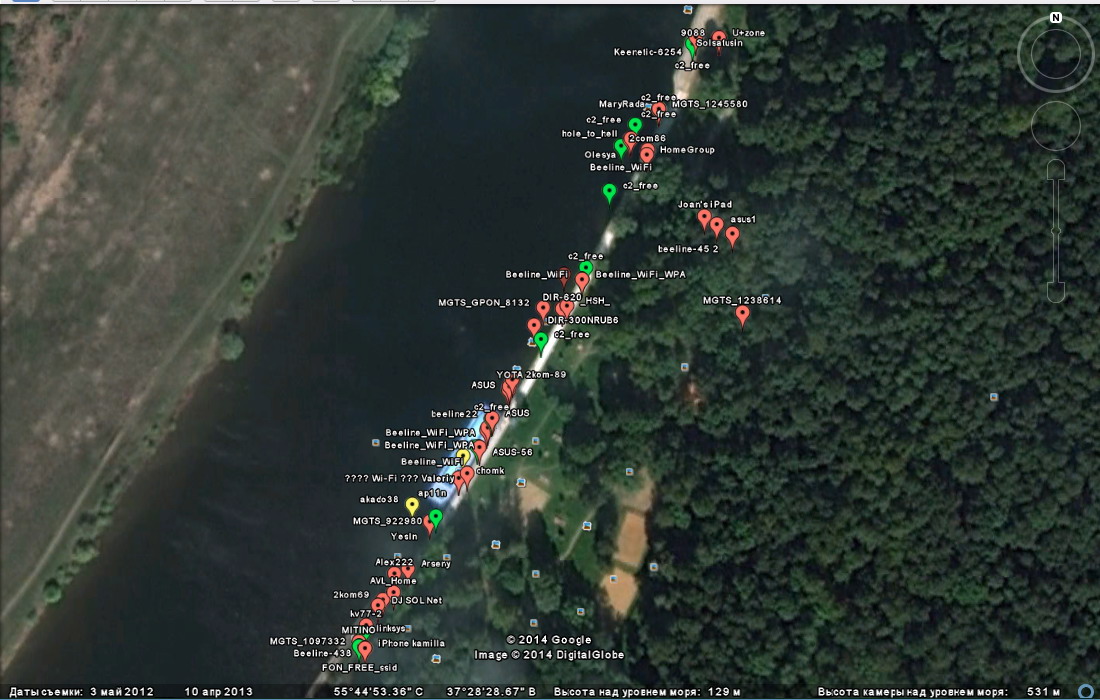 N
9088
U+zone
Solsalusin
Keenetic-6254
c2_free
c2_free
MaryRada
MGTS_1245580
c2_free
c2_free
hole_to_hell
2com86
Olesya
HomeGroup
Beeline_WiFi
c2_free
Joan's iPad
asus1
beeline-45 2
c2_free
Beeline_WiFi
Beeline_WiFi_WPA
MGTS_1238614
DIR-620
_HSH_
MGTS_GPON_8132
DIR-300NRUB6
c2_free
YOTA 2kom-89
ASUS
c2_free
beeline22
ASUS
Beeline_WiFi_WPA
Beeline_WiFi_WPA
ASUS-56
Beeline_WiFi
chomk
???? Wi-Fi ??? Valeriy
ap11n
akado38
MGTS_922980
Yesin
Alex222
Arseny
AVL_Home
2kom69
DJ SOL Net
kv77-2
MITINO
linksys
MGTS_1097332
iPhone kamilla
Beeline-438
FON_FREE_ssid
© 2014 Google
Image © 2014 DigitalGlobe
Даты съемки: 3 май 2012 10 апр 2013 55°44'53.36" С 37°28'28.67" В Высота над уровнем моря: 129 м Высота камеры над уровнем моря: 531 м